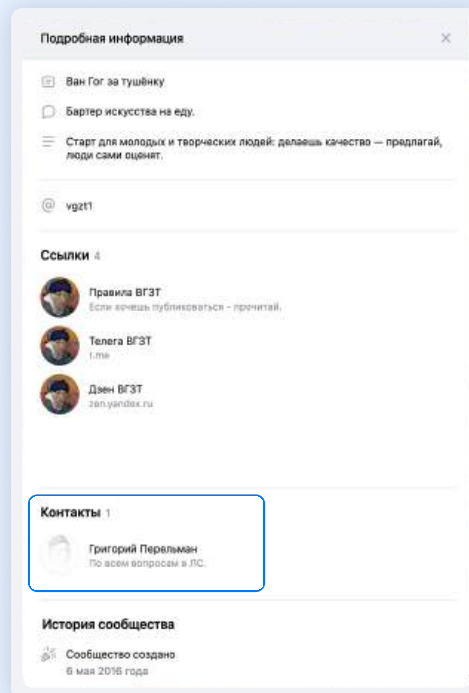 Подробная информация
Ван Гог за тушёнку
Бартер искусства на еду.
Старт для молодых и творческих людей: делаешь качество — предлагай,
люди сами оценят.
vgzt1
Ссылки 4
Правила ВГЗТ
Если хочешь публиковаться - прочитай.
Телега ВГЗТ
t.me
Дзен ВГЗТ
zen.yandex.ru
Контакты 1
Григорий Перельман
По всем вопросам в ЛС.
История сообщества
Сообщество создано
6 мая 2016 года